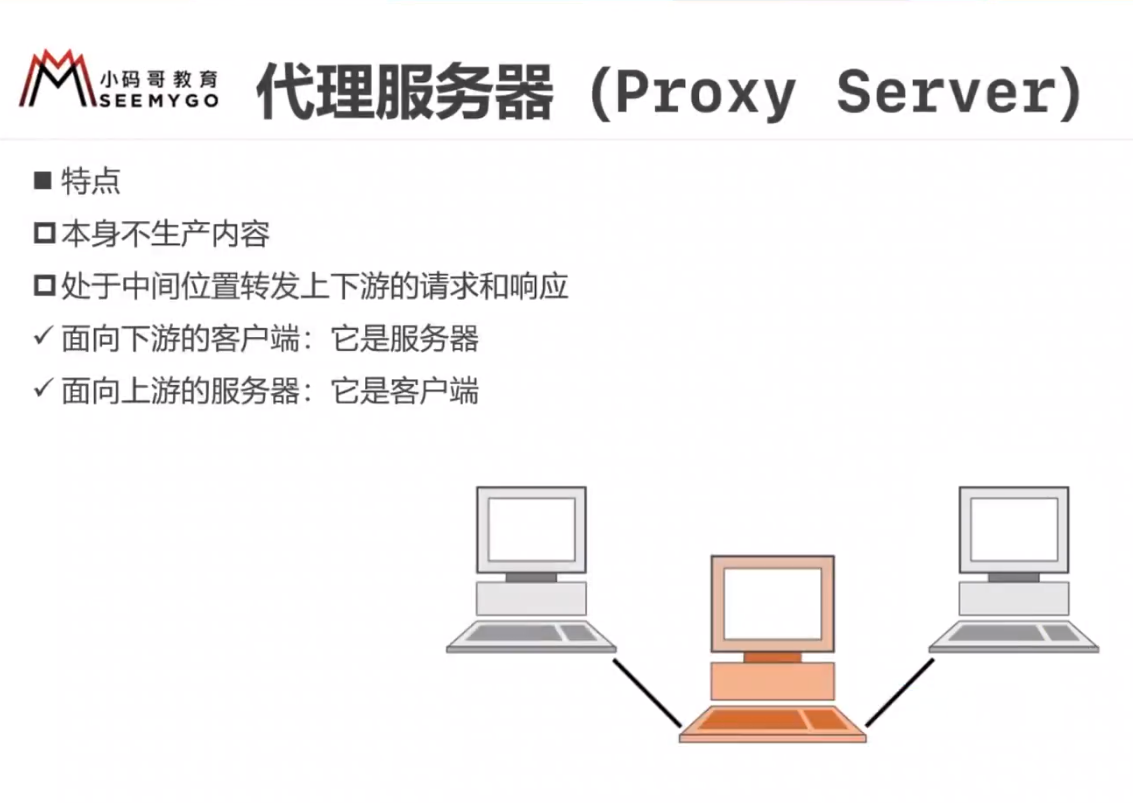 小码哥教育
SEEMYGO
代理服务器（Proxy Server）
■ 特点
本身不生产内容
处于中间位置转发上下游的请求和响应
✓ 面向下游的客户端：它是服务器
✓ 面向上游的服务器：它是客户端